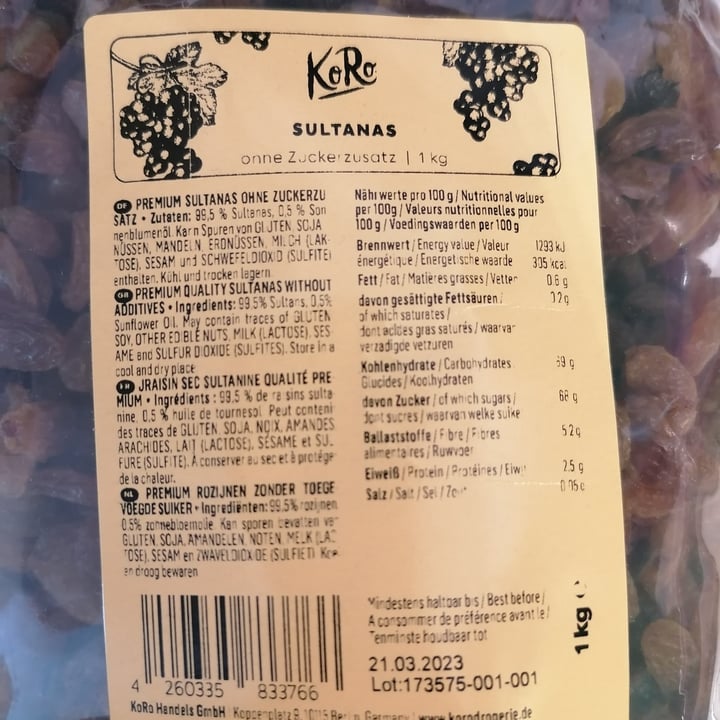 KoRo
SULTANAS
ohne Zuckerzusatz | 1 kg
DE PREMIUM SULTANAS OHNE ZUCKERZU
SATZ • Zutaten: 99,5 % Sultanas, 0,5 % Son
nenblumenöl. Kann Spuren von GLUTEN, SOJA
NÜSSEN, MANDELN, ERDNÜSSEN, MILCH (LAK-
TOSE), SESAM und SCHWEFELDIOXID (SULFITE)
enthalten. Kühl und trocken lagern
GB PREMIUM QUALITY SULTANAS WITHOUT
ADDITIVES • Ingredients: 99.5% Sultans, 0.5%
Sunflower Oil. May contain traces of GLUTEN
SOY, OTHER EDIBLE NUTS, MILK (LACTOSE), SES
AME and SULFUR DIOXIDE (SULFITES). Store in a
cool and dry place
FR JRAISIN SEC SULTANINE QUALITÉ PRE
MIUM • Ingrédients : 99,5 % de raisins sulta
nine, 0,5 % huile de tournesol. Peut conteni
des traces de GLUTEN, SOJA, NOIX, AMANDES
ARACHIDES, LAIT (LACTOSE), SÉSAME et SUL
FURE (SULFITE). A conserver au sec et à protége
de la chaleur.
NL PREMIUM ROZIJNEN ZONDER TOEGE
VOEGDE SUIKER • Ingrediënten: 99.5% rozijnen
0.5% zonnebloemolie. Kan sporen bevatten va
GLUTEN, SOJA, AMANDELEN, NOTEN, MELK (LAC
TOSE), SESAM en ZWAVELDIOXIDE (SULFIET). Koe
en droog bewaren
Nährwerte pro 100 g / Nutritional values
per 100g / Valeurs nutritionnelles pour
100 g / Voedingswaarden per 100 g
Brennwert / Energy value / Valeur 1293 kJ
énergétique / Energetische waarde 305 kcal
Fett / Fat / Matières grasses / Vetten 0.6 g
davon gesättigte Fettsäuren / 0.2 g
of which saturates /
dont acides gras saturés / waarvan
verzadigde vetzuren
Kohlenhydrate / Carbohydrates 69 g
Glucides / Koolhydraten
davon Zucker / of which sugars / 68 g
dont sucres / waarvan welke suike
Ballaststoffe / Fibre / Fibres 5.2 g
alimentaires / Ruwvoer
Eiweiß / Protein / Protéines / Eiwit 2.5 g
Salz / Salt / Sel / Zout 0.05 g
Mindestens haltbar bis / Best before /
A consommer de préférence avant le /
Tenminste houdbaar tot
21.03.2023
Lot:173575-001-001
1 kg e
4 260335 833766
KoRo Handels GmbH | Koppenplatz 9, 10115 Berlin, Germany | www.korodrogerie.de